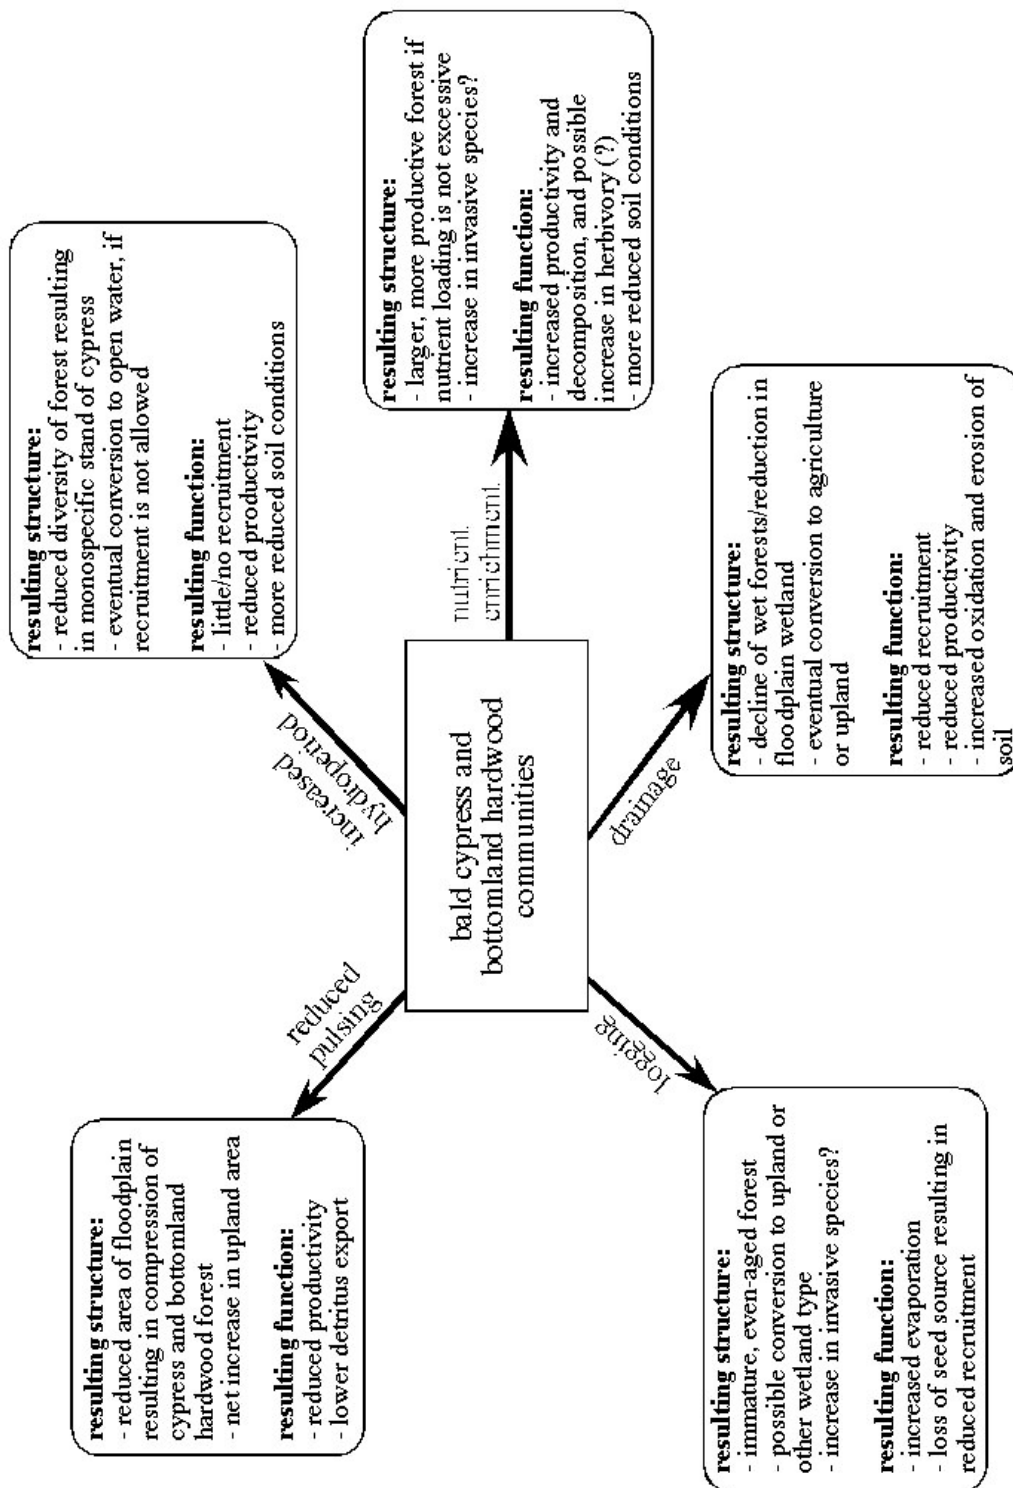 resulting structure:
- reduced area of floodplain
resulting in compression of
cypress and bottomland
hardwood forest
- net increase in upland area
resulting function:
- reduced productivity
- lower detritus export
reduced
pulsing
resulting structure:
- reduced diversity of forest resulting
in monospecific stand of cypress
- eventual conversion to open water, if
recruitment is not allowed
resulting function:
- little/no recruitment
- reduced productivity
- more reduced soil conditions
increased
hydroperiod
bald cypress and
bottomland hardwood
communities
nutrient
enrichment
resulting structure:
- larger, more productive forest if
nutrient loading is not excessive
- increase in invasive species?
resulting function:
- increased productivity and
decomposition, and possible
increase in herbivory (?)
- more reduced soil conditions
logging
resulting structure:
- immature, even-aged forest
- possible conversion to upland or
other wetland type
- increase in invasive species?
resulting function:
- increased evaporation
- loss of seed source resulting in
reduced recruitment
drainage
resulting structure:
- decline of wet forests/reduction in
floodplain wetland
- eventual conversion to agriculture
or upland
resulting function:
- reduced recruitment
- reduced productivity
- increased oxidation and erosion of
soil